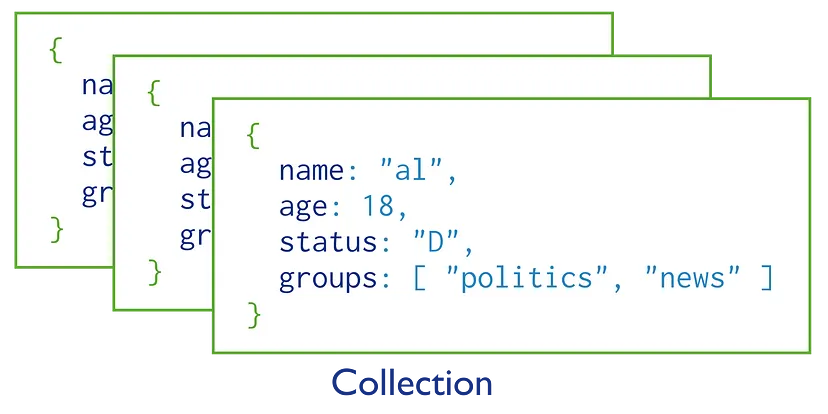 {
na
ag
st
gr
}
{
na
ag
st
gr
}
{
name: "al",
age: 18,
status: "D",
groups: [ "politics", "news" ]
}
Collection